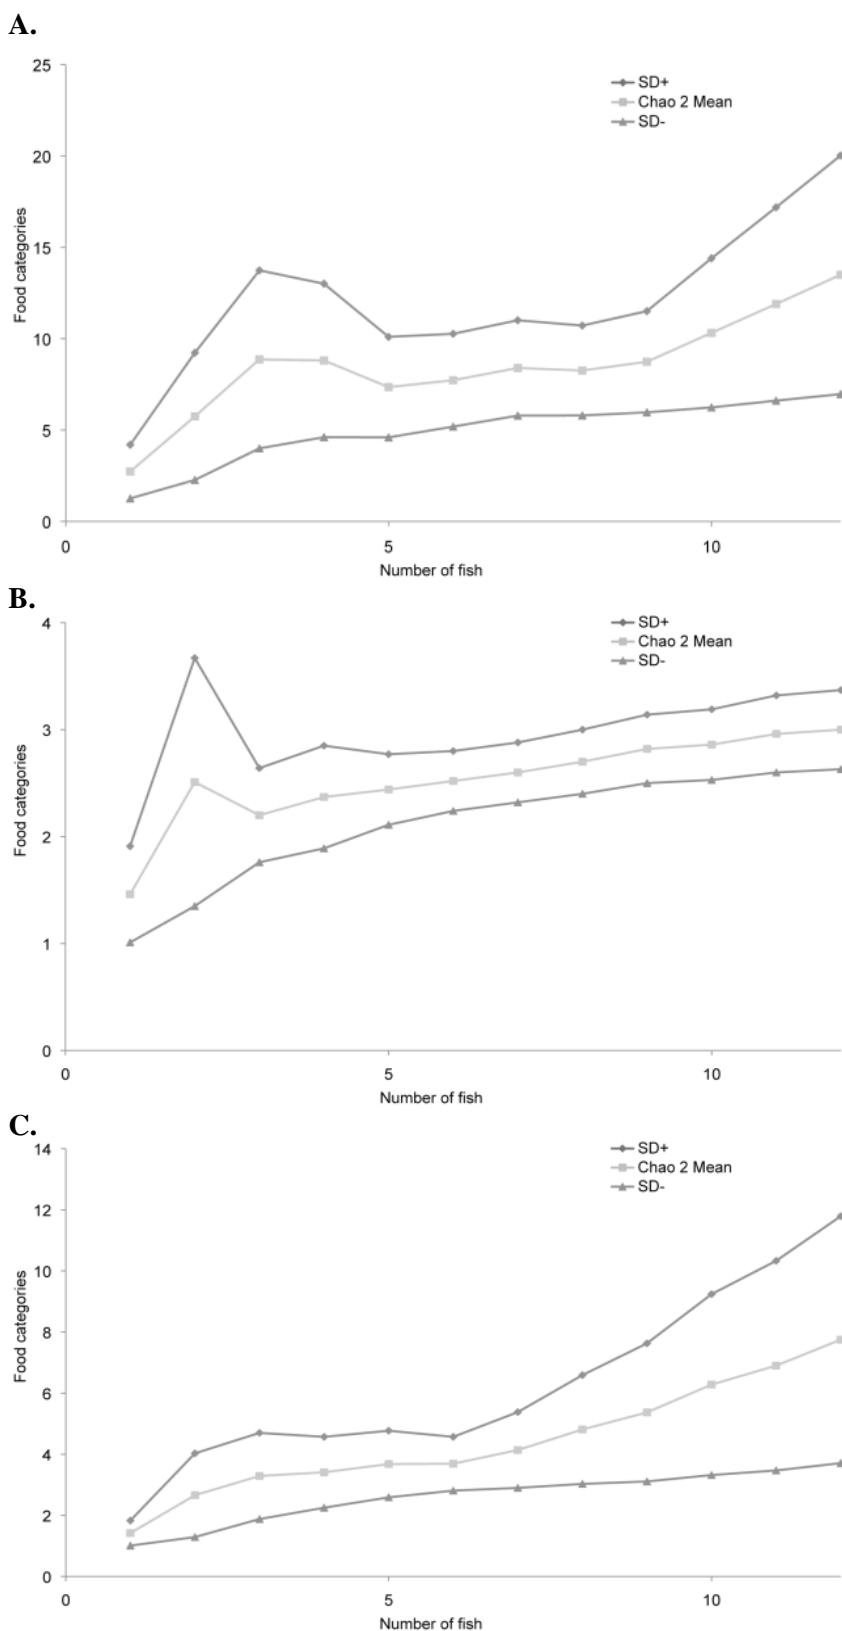 A.
25
20
15
10
5
0
Food categories
SD+
Chao 2 Mean
SD-
0 5 10
Number of fish
B.
4
3
2
1
0
Food categories
SD+
Chao 2 Mean
SD-
0 5 10
Number of fish
C.
14
12
10
8
6
4
2
0
Food categories
SD+
Chao 2 Mean
SD-
0 5 10
Number of fish